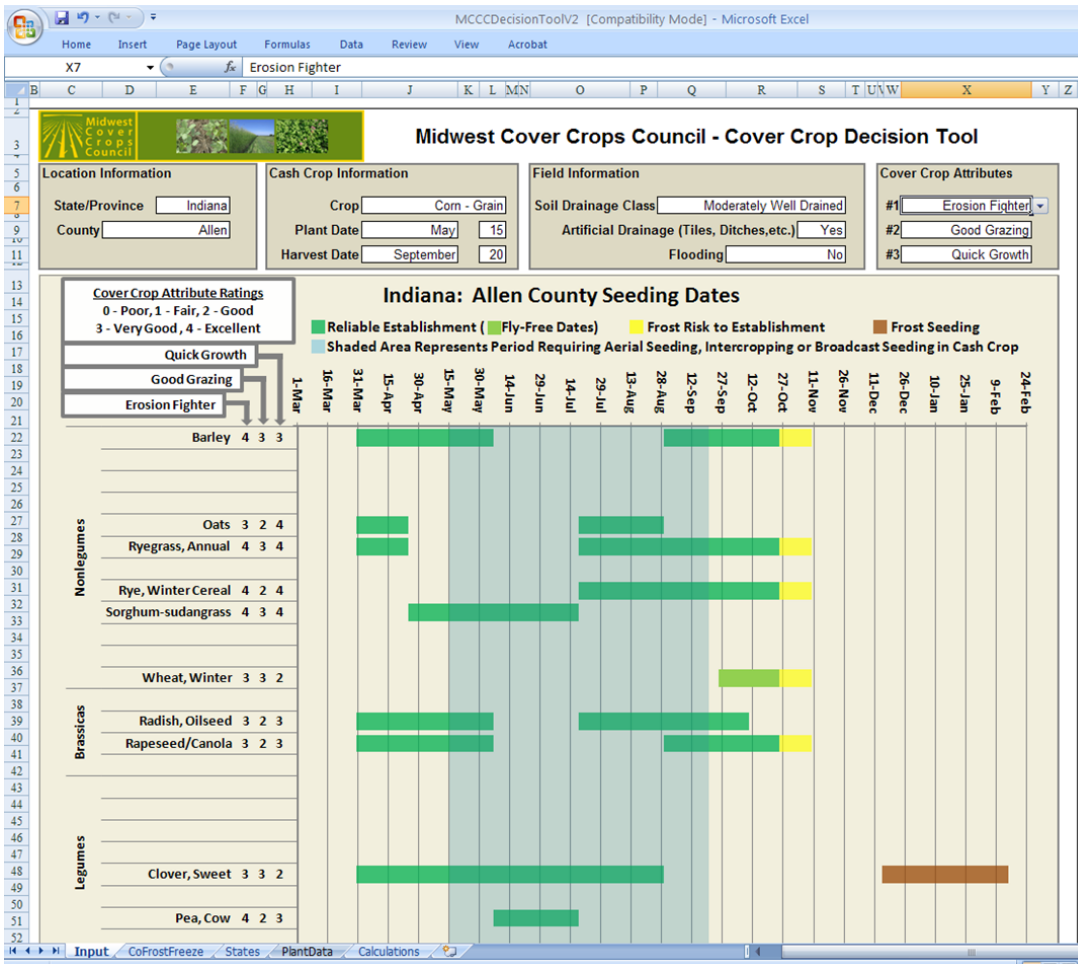 MCCCDecisionToolV2 [Compatibility Mode] - Microsoft Excel
Home Insert Page Layout Formulas Data Review View Acrobat
X7 fx Erosion Fighter
B C D E F G H I J K L M N O P Q R S T U V W X Y Z
Midwest Cover Crops Council
Midwest Cover Crops Council - Cover Crop Decision Tool
Location Information
State/Province Indiana
County Allen
Cash Crop Information
Crop Corn - Grain
Plant Date May 15
Harvest Date September 20
Field Information
Soil Drainage Class Moderately Well Drained
Artificial Drainage (Tiles, Ditches,etc.) Yes
Flooding No
Cover Crop Attributes
#1 Erosion Fighter
#2 Good Grazing
#3 Quick Growth
Cover Crop Attribute Ratings
0 - Poor, 1 - Fair, 2 - Good
3 - Very Good , 4 - Excellent
Quick Growth
Good Grazing
Erosion Fighter
Indiana: Allen County Seeding Dates
Reliable Establishment ( Fly-Free Dates) Frost Risk to Establishment Frost Seeding
Shaded Area Represents Period Requiring Aerial Seeding, Intercropping or Broadcast Seeding in Cash Crop
1-Mar 16-Mar 31-Mar 15-Apr 30-Apr 15-May 30-May 14-Jun 29-Jun 14-Jul 29-Jul 13-Aug 28-Aug 12-Sep 27-Sep 12-Oct 27-Oct 11-Nov 26-Nov 11-Dec 26-Dec 10-Jan 25-Jan 9-Feb 24-Feb
Nonlegumes
Barley 4 3 3
Oats 3 2 4
Ryegrass, Annual 4 3 4
Rye, Winter Cereal 4 2 4
Sorghum-sudangrass 4 3 4
Wheat, Winter 3 3 2
Brassicas
Radish, Oilseed 3 2 3
Rapeseed/Canola 3 2 3
Legumes
Clover, Sweet 3 3 2
Pea, Cow 4 2 3
Input CoFrostFreeze States PlantData Calculations